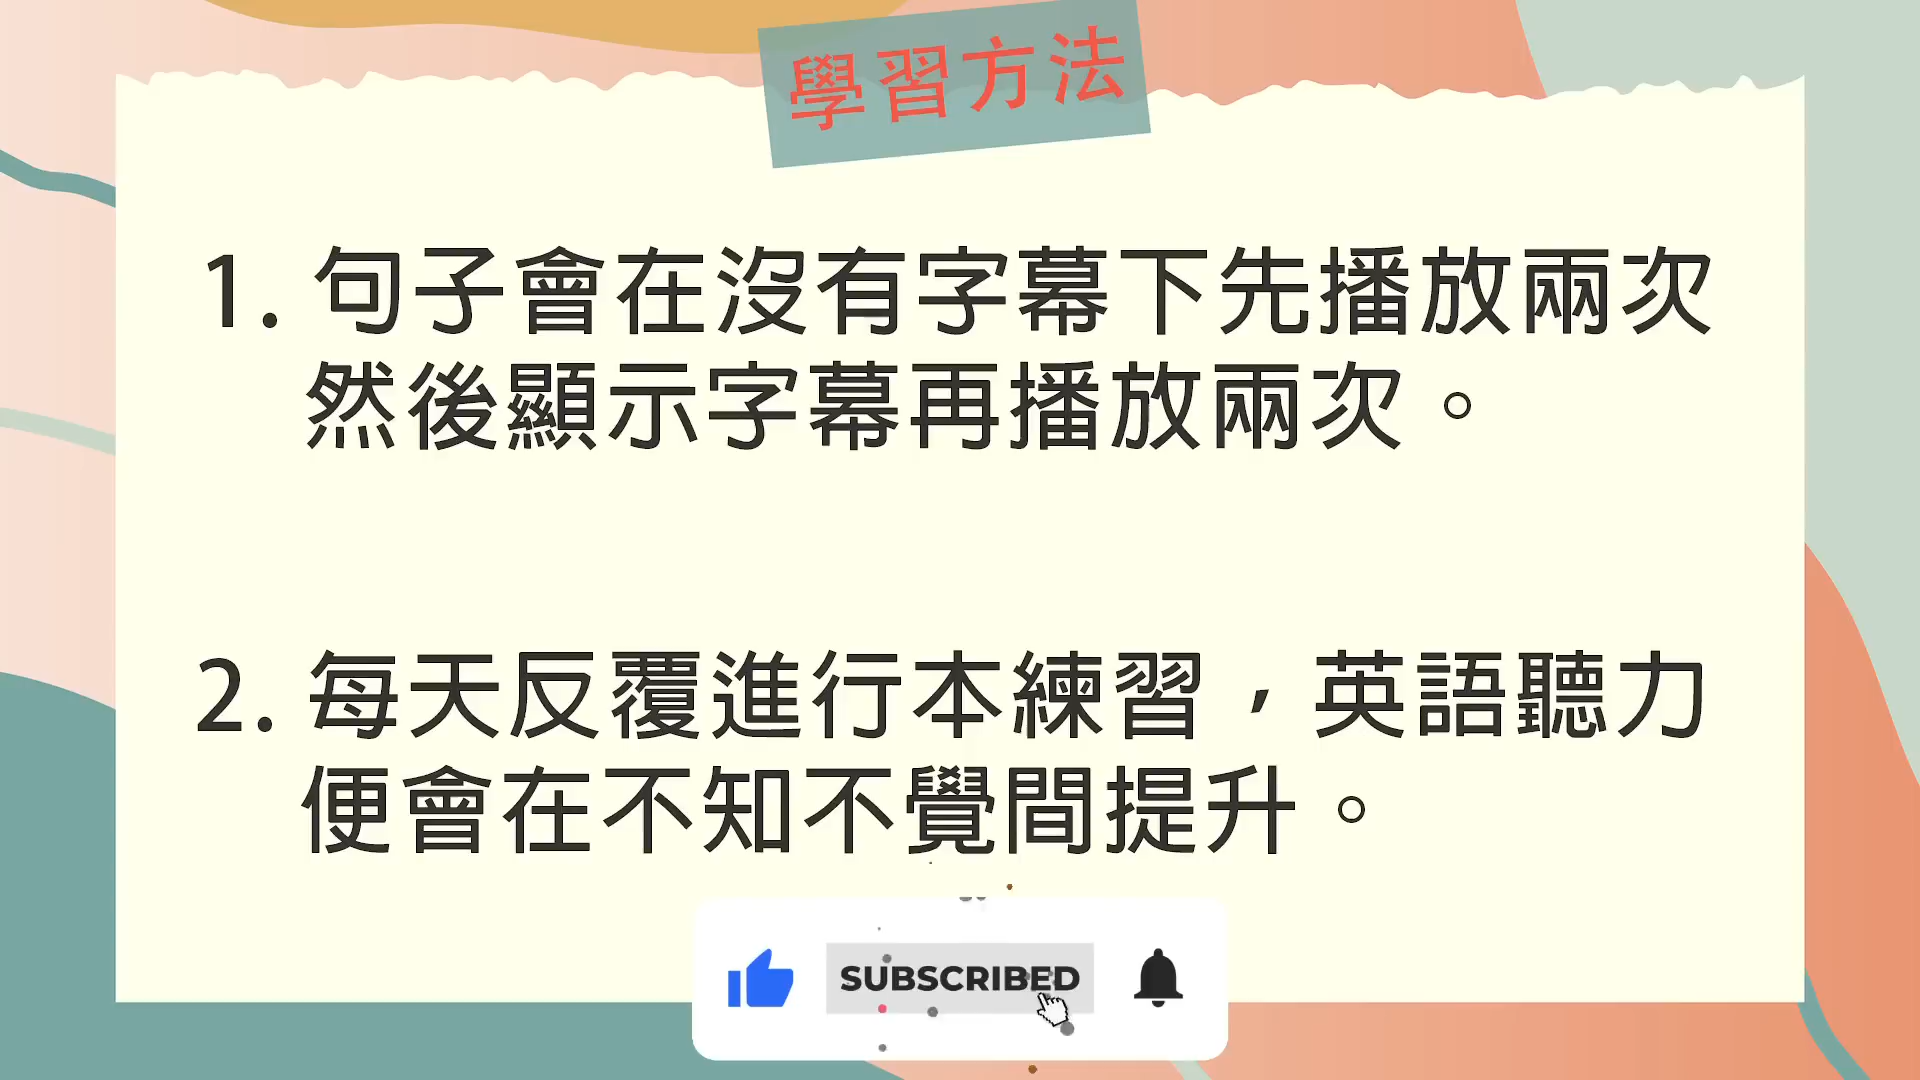 學習方法
1. 句子會在沒有字幕下先播放兩次
然後顯示字幕再播放兩次。
2. 每天反覆進行本練習，英語聽力
便會在不知不覺間提升。
SUBSCRIBED